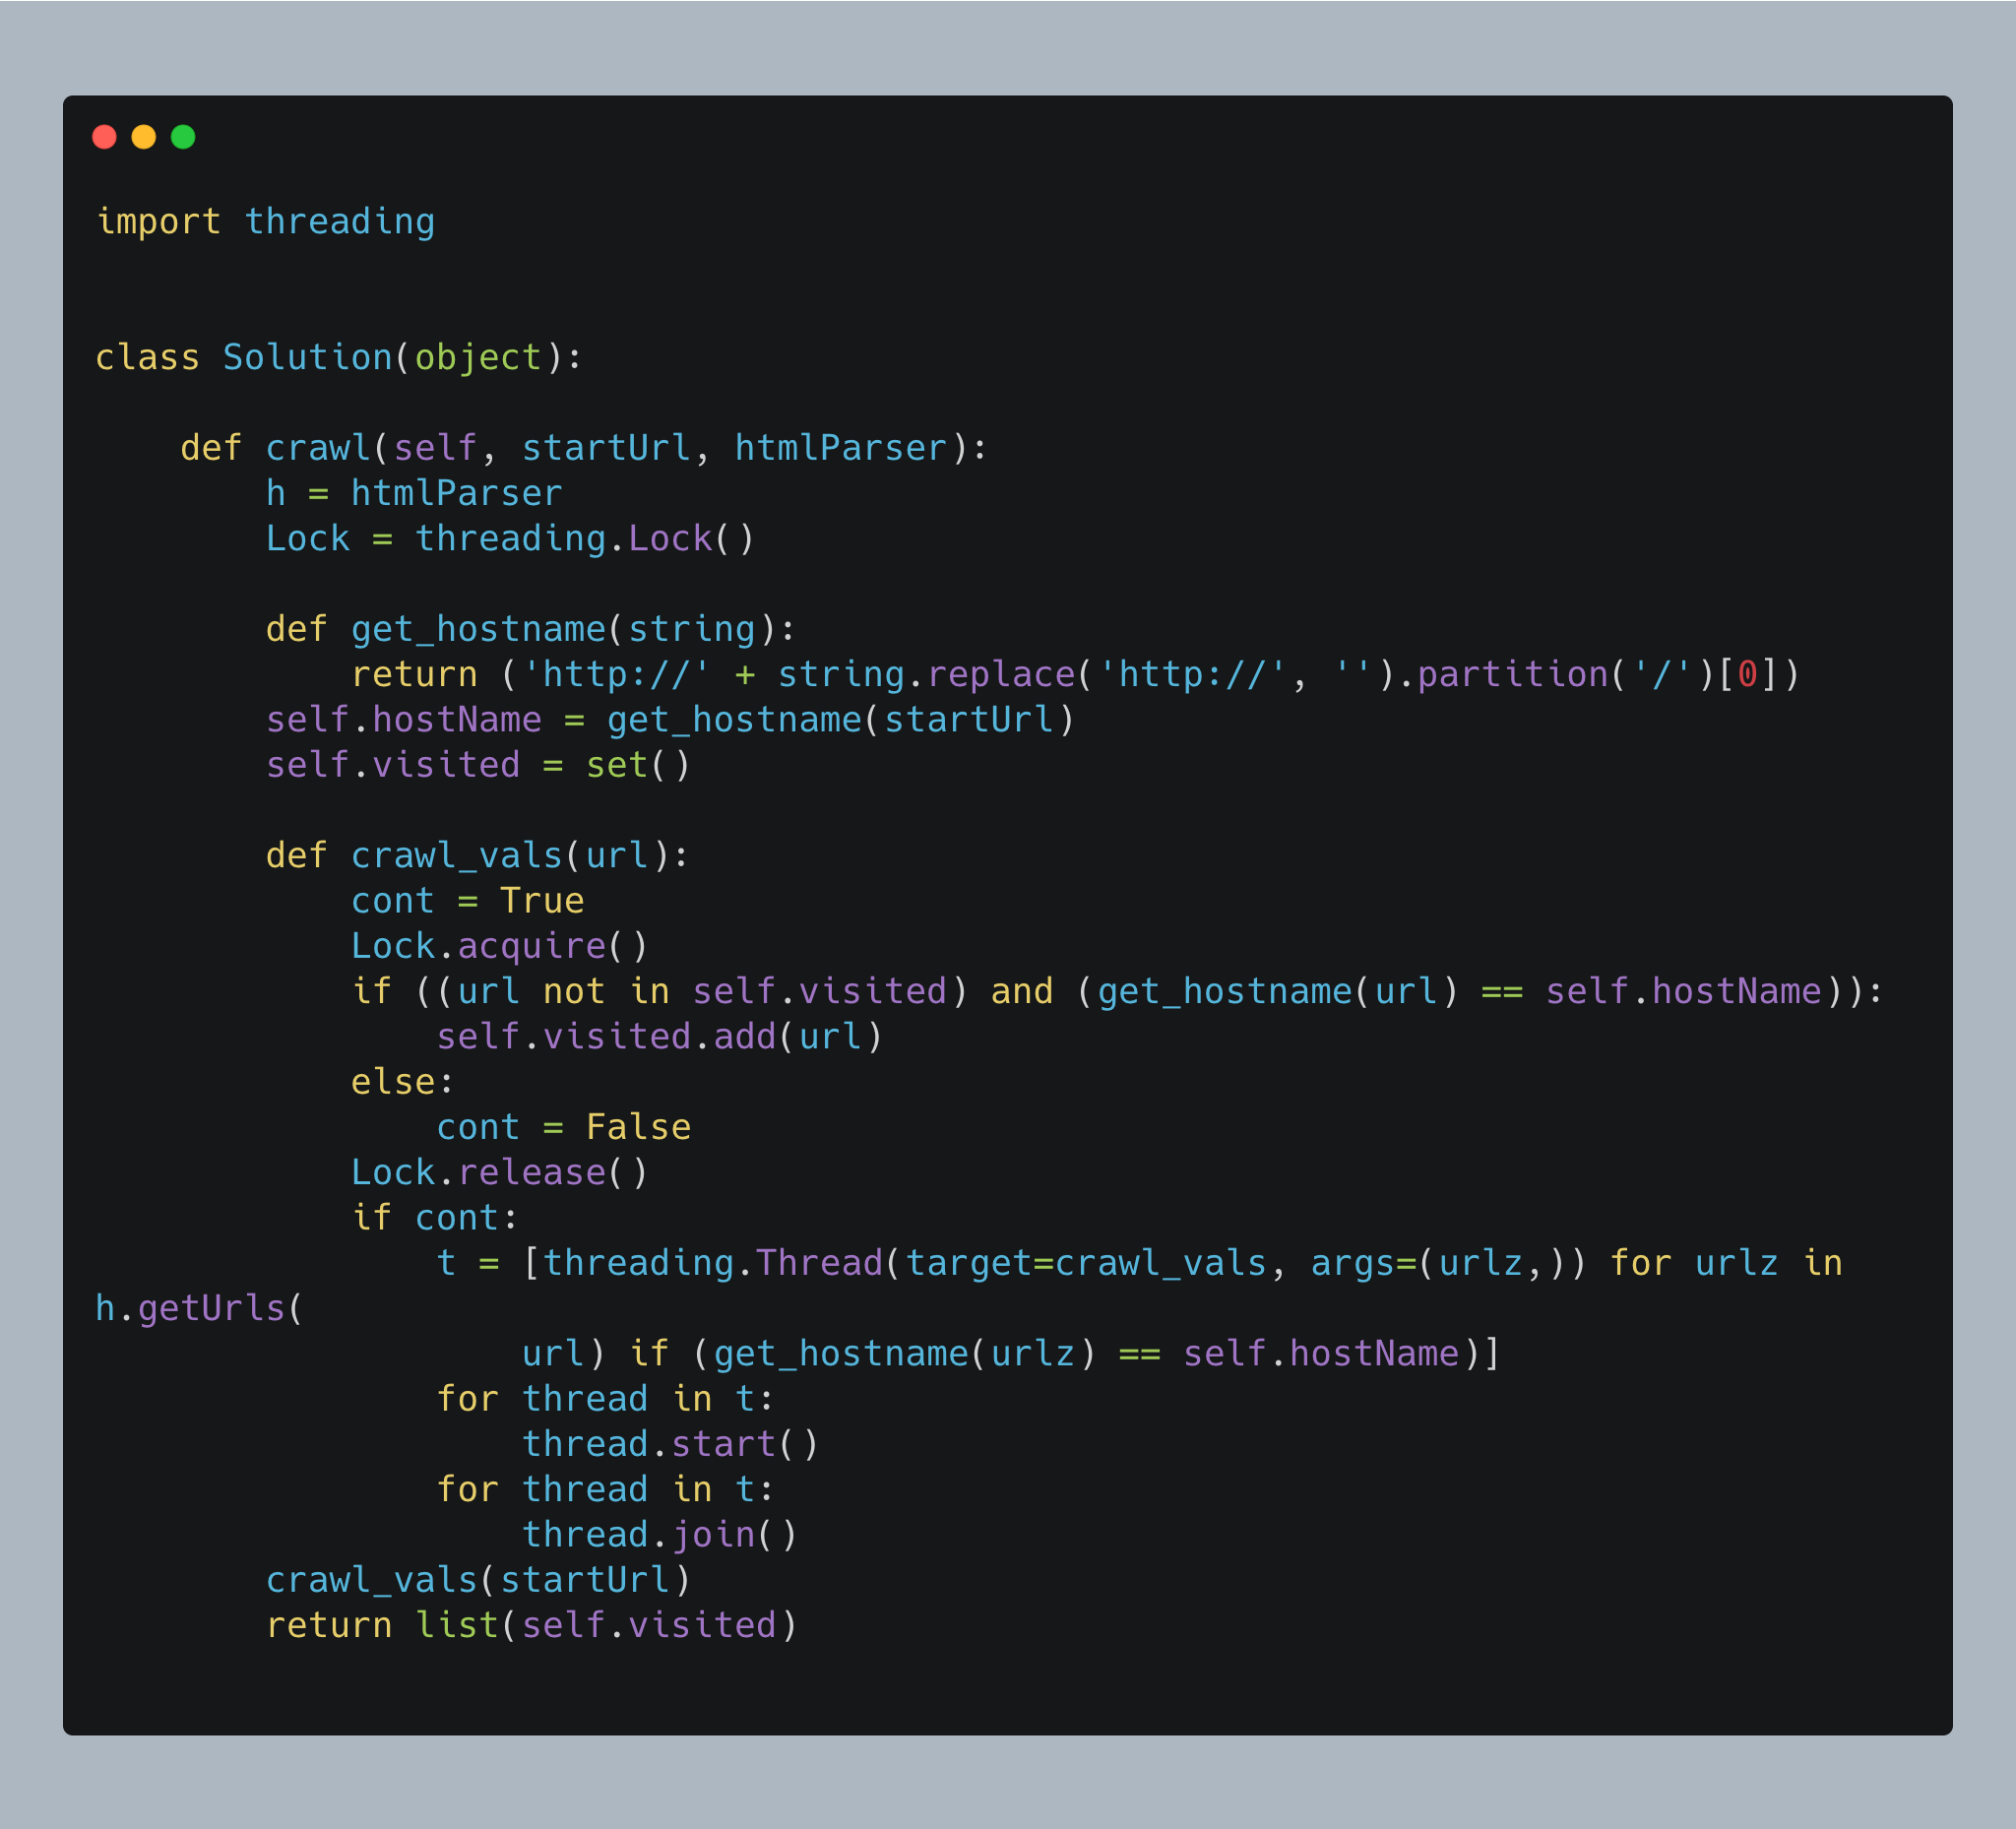 import threading


class Solution(object):

    def crawl(self, startUrl, htmlParser):
        h = htmlParser
        Lock = threading.Lock()

        def get_hostname(string):
            return ('http://' + string.replace('http://', '').partition('/')[0])
        self.hostName = get_hostname(startUrl)
        self.visited = set()

        def crawl_vals(url):
            cont = True
            Lock.acquire()
            if ((url not in self.visited) and (get_hostname(url) == self.hostName)):
                self.visited.add(url)
            else:
                cont = False
            Lock.release()
            if cont:
                t = [threading.Thread(target=crawl_vals, args=(urlz,)) for urlz in
h.getUrls(
                    url) if (get_hostname(urlz) == self.hostName)]
                for thread in t:
                    thread.start()
                for thread in t:
                    thread.join()
        crawl_vals(startUrl)
        return list(self.visited)